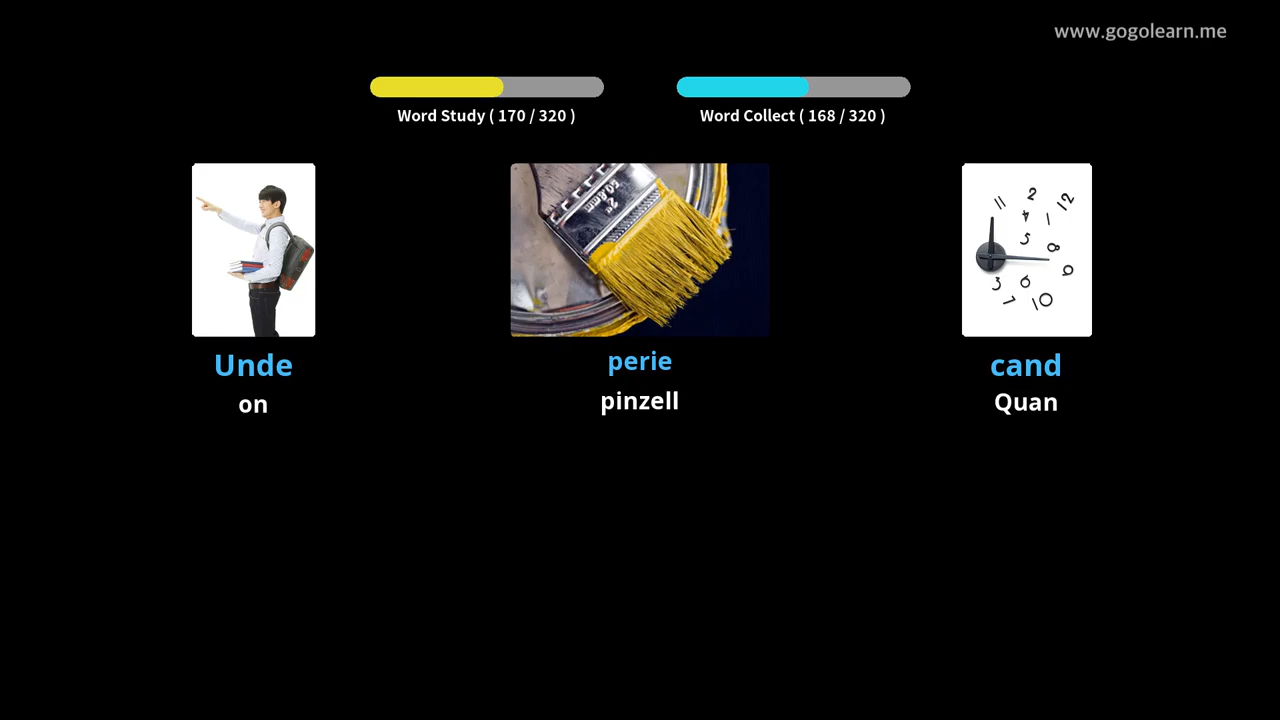 www.gogolearn.me
Word Study ( 170 / 320 )
Word Collect ( 168 / 320 )
Unde
on
perie
pinzell
cand
Quan